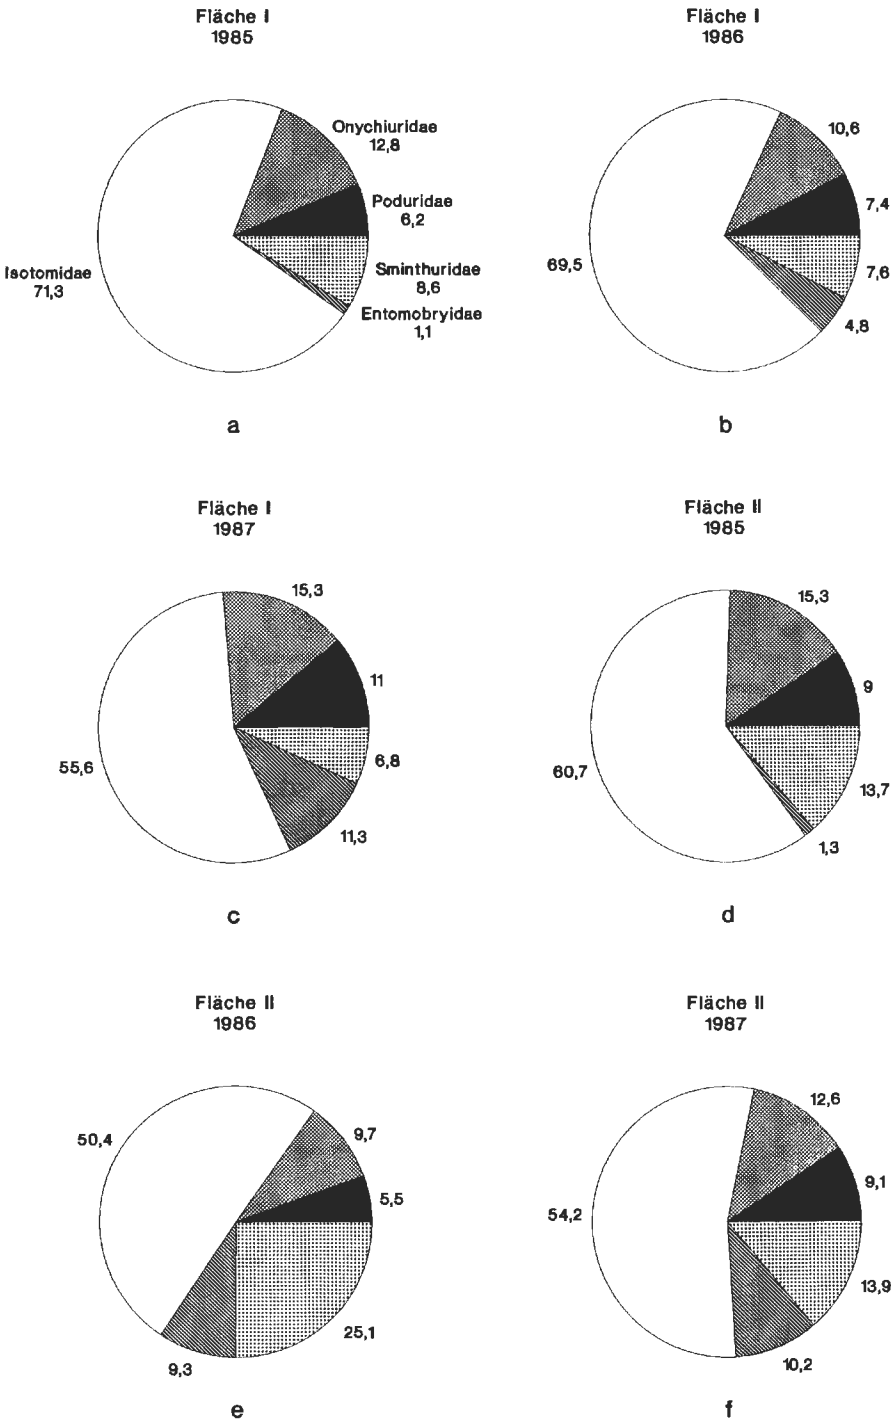 Fläche I
1985
Onychiuridae
12,8
Poduridae
6,2
Isotomidae
71,3
Sminthuridae
8,6
Entomobryidae
1,1
a
Fläche I
1986
10,6
7,4
69,5
7,6
4,8
b
Fläche I
1987
15,3
11
55,6
6,8
11,3
c
Fläche II
1985
15,3
9
60,7
13,7
1,3
d
Fläche II
1986
50,4
9,7
5,5
25,1
9,3
e
Fläche II
1987
12,6
9,1
54,2
13,9
10,2
f